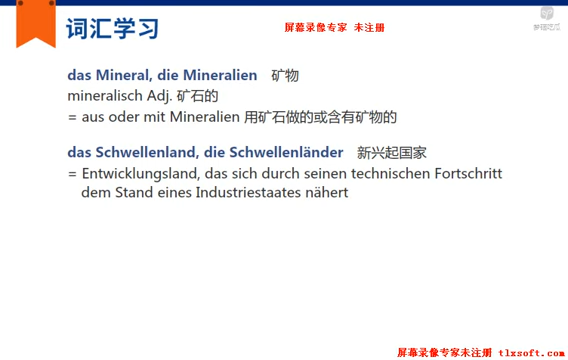 词汇学习
屏幕录像专家 未注册
das Mineral, die Mineralien 矿物
mineralisch Adj. 矿石的
= aus oder mit Mineralien 用矿石做的或含有矿物的
das Schwellenland, die Schwellenländer 新兴起国家
= Entwicklungsland, das sich durch seinen technischen Fortschritt
dem Stand eines Industriestaates nähert
屏幕录像专家未注册 tlxsoft.com